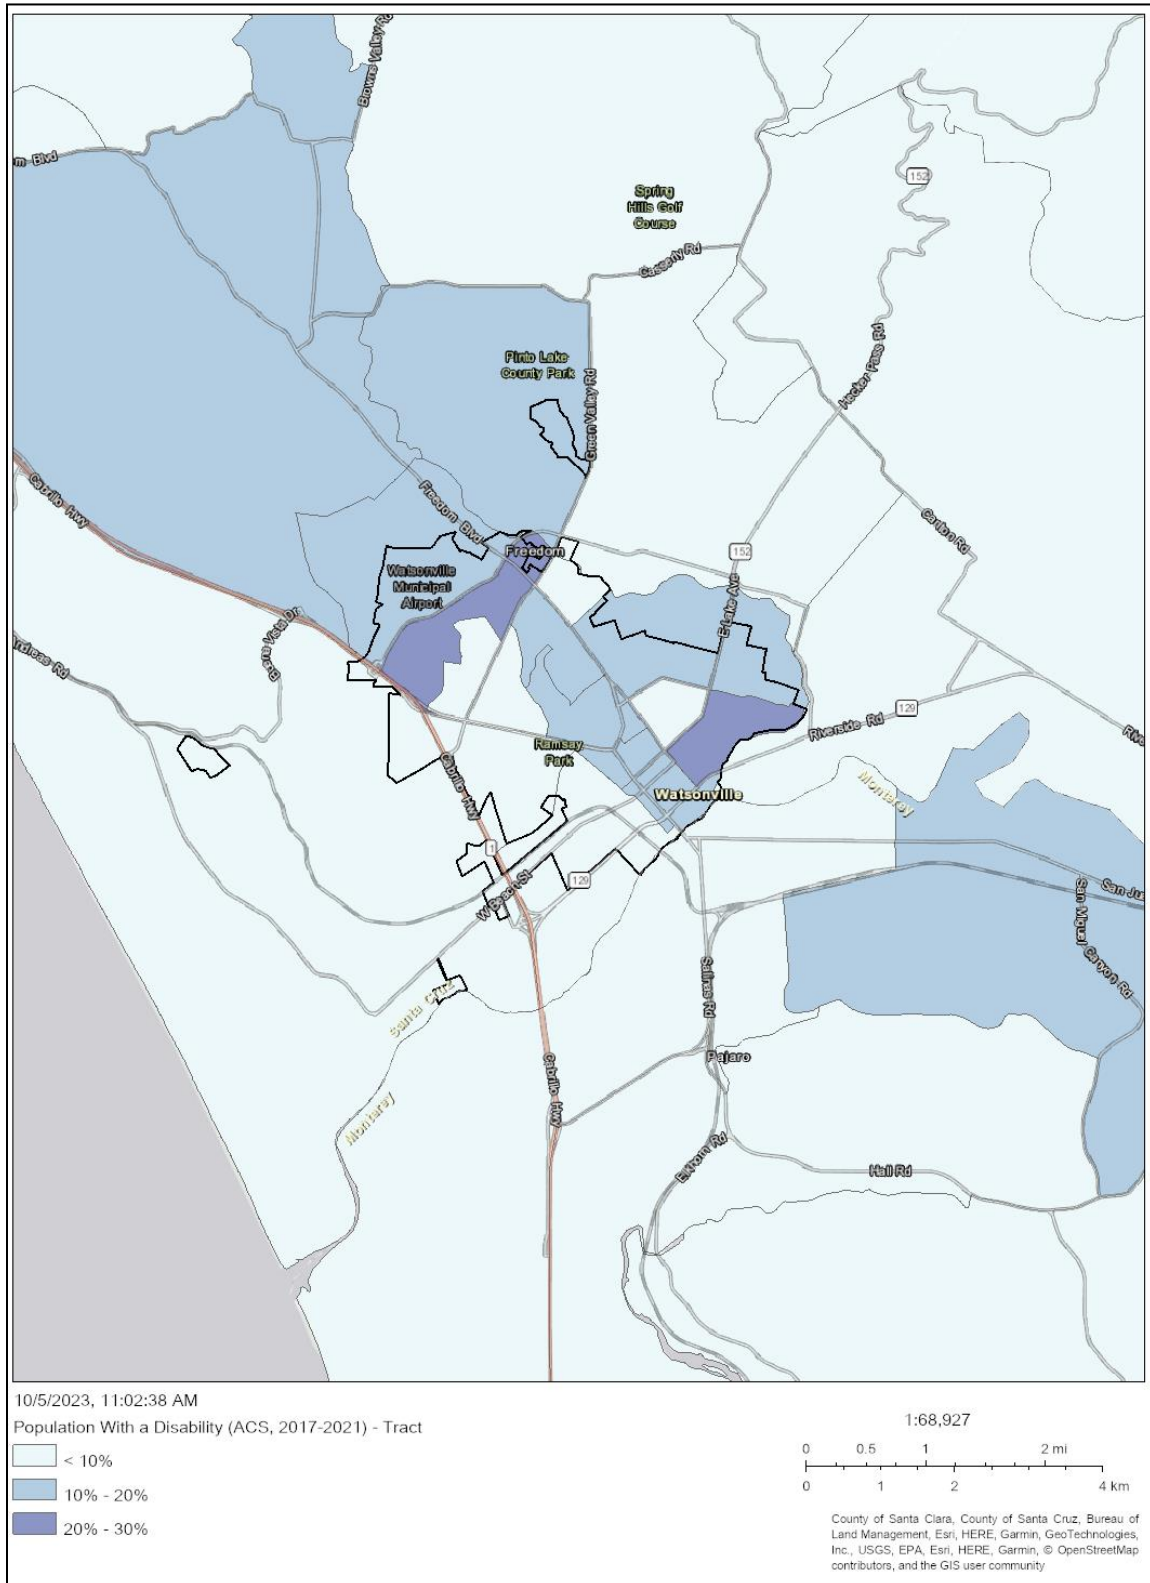 Browns Valley Rd
m Blvd
152
Spring
Hills Golf
Course
Casserly Rd
Hecker Pass Rd
Pinto Lake
County Park
Green Valley Rd
Cabrillo Hwy
Freedom Blvd
Carlton Rd
Freedom
152
Watsonville
Municipal
Airport
E Lake Ave
Buena Vista Dr
Andreas Rd
129
Riverside Rd
Rive
Ramsay
Park
Cabrillo Hwy
Monterey
Watsonville
1
129
W Beach St
San Ju
San Miguel Canyon Rd
Salinas Rd
Santa Cruz
Pajaro
Cabrillo Hwy
Monterey
Elkhorn Rd
Hall Rd
10/5/2023, 11:02:38 AM
Population With a Disability (ACS, 2017-2021) - Tract
< 10%
10% - 20%
20% - 30%
1:68,927
0 0.5 1 2 mi
0 1 2 4 km
County of Santa Clara, County of Santa Cruz, Bureau of
Land Management, Esri, HERE, Garmin, GeoTechnologies,
Inc., USGS, EPA, Esri, HERE, Garmin, © OpenStreetMap
contributors, and the GIS user community